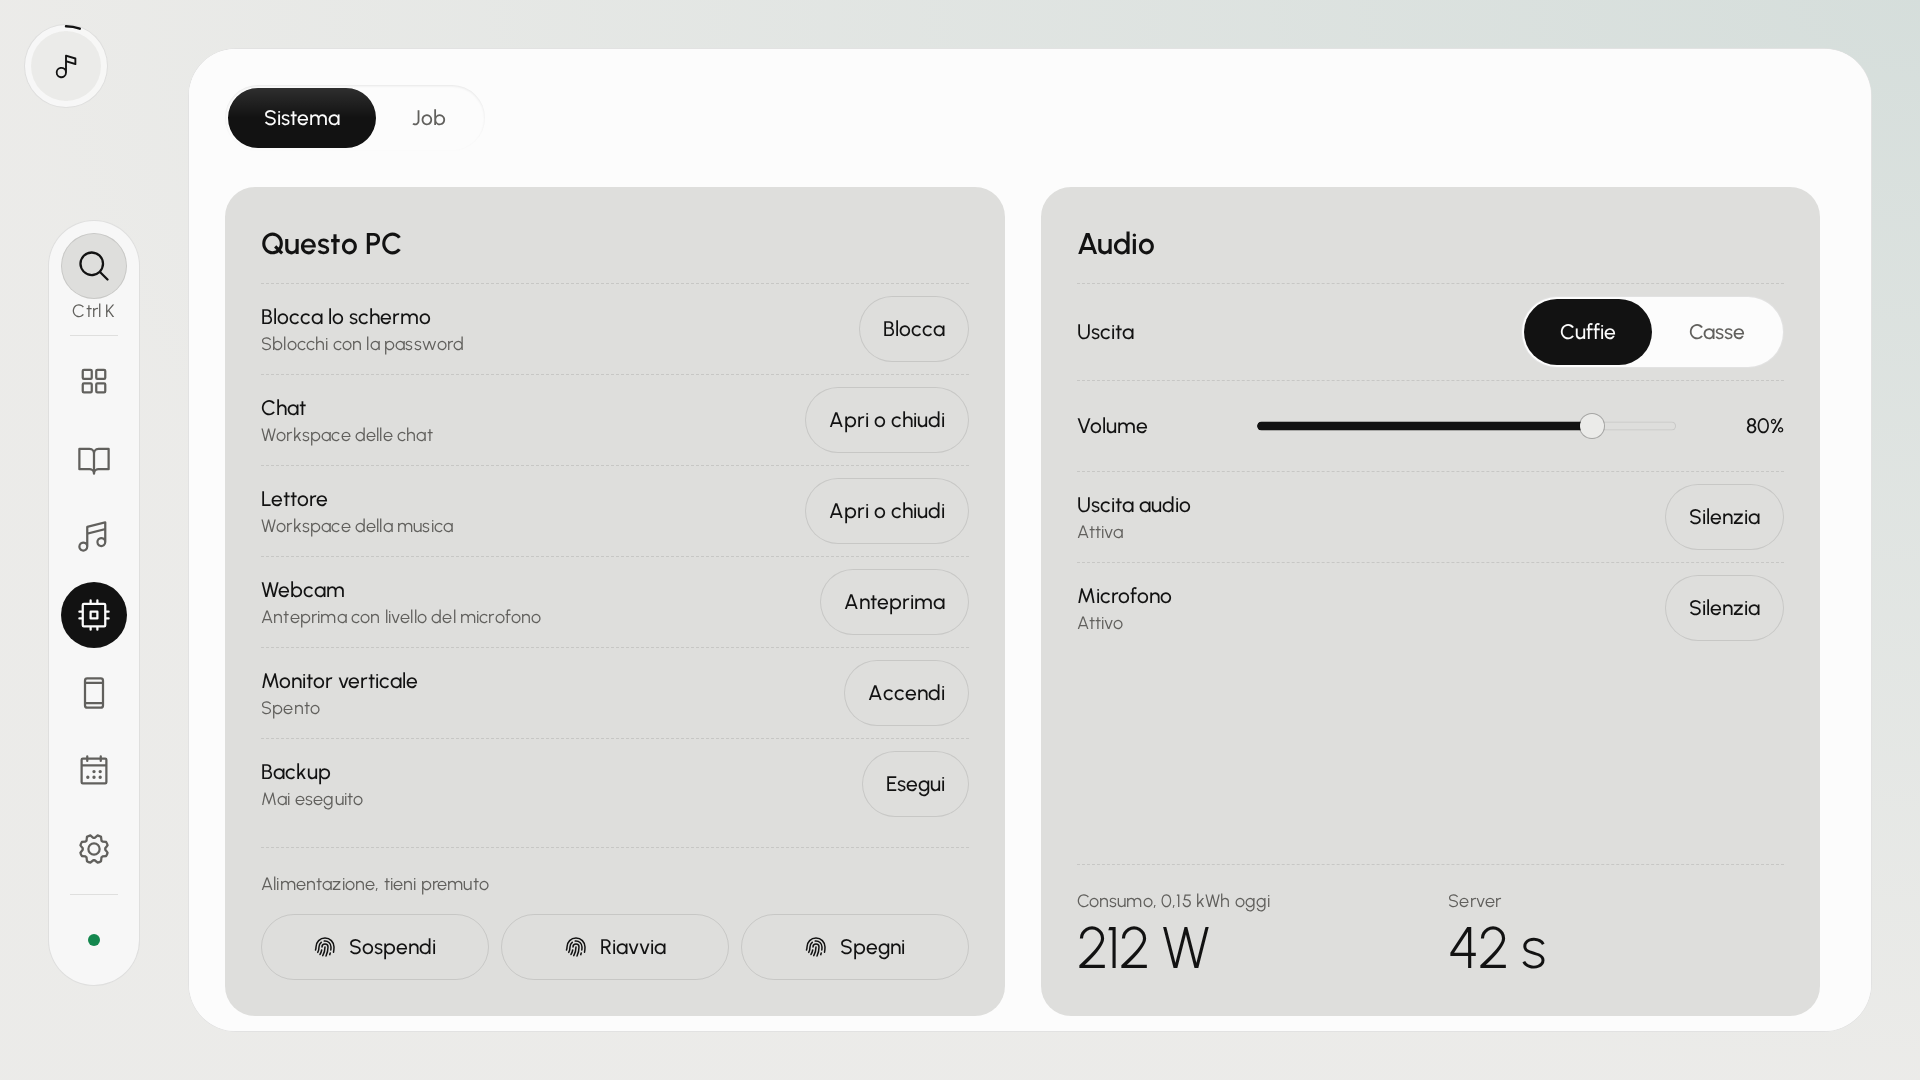 Sistema
Job
Ctrl K
Questo PC
Blocca lo schermo
Sblocchi con la password
Blocca
Chat
Workspace delle chat
Apri o chiudi
Lettore
Workspace della musica
Apri o chiudi
Webcam
Anteprima con livello del microfono
Anteprima
Monitor verticale
Spento
Accendi
Backup
Mai eseguito
Esegui
Alimentazione, tieni premuto
Sospendi
Riavvia
Spegni
Audio
Uscita
Cuffie
Casse
Volume
80%
Uscita audio
Attiva
Silenzia
Microfono
Attivo
Silenzia
Consumo, 0,15 kWh oggi
212 W
Server
42 s